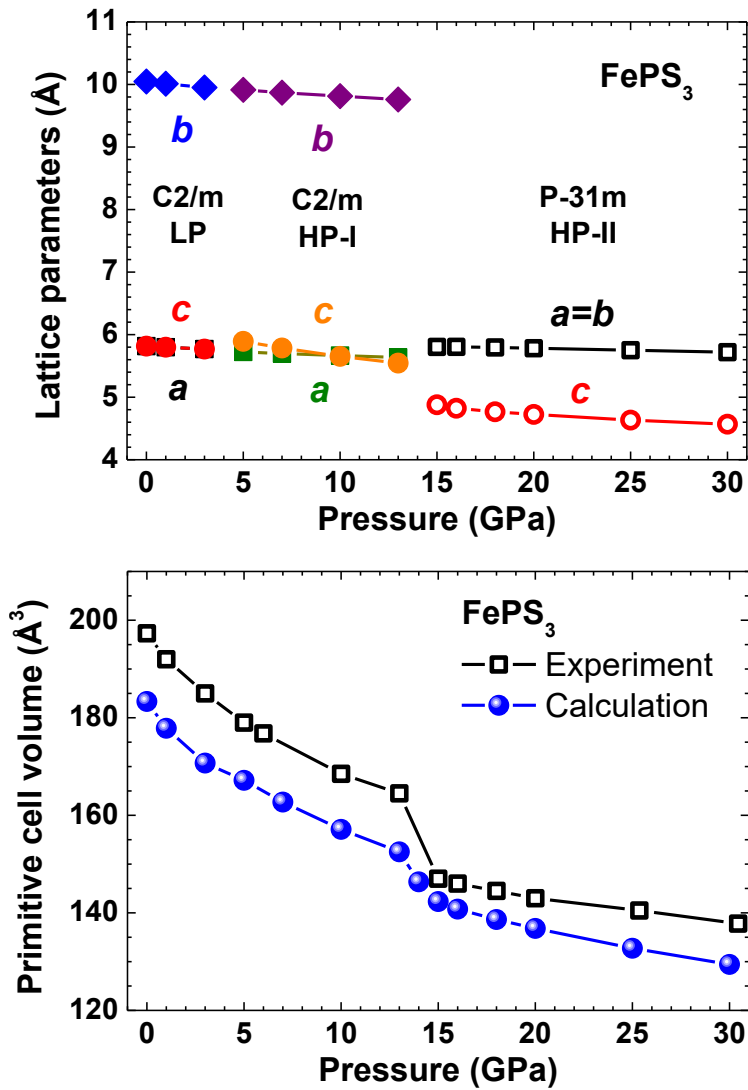 11
10
9
8
7
6
5
4
Lattice parameters (Å)
FePS₃
b
b
C2/m
LP
C2/m
HP-I
P-31m
HP-II
c
c
a=b
a
a
c
0 5 10 15 20 25 30
Pressure (GPa)
200
180
160
140
120
Primitive cell volume (Å³)
FePS₃
Experiment
Calculation
0 5 10 15 20 25 30
Pressure (GPa)